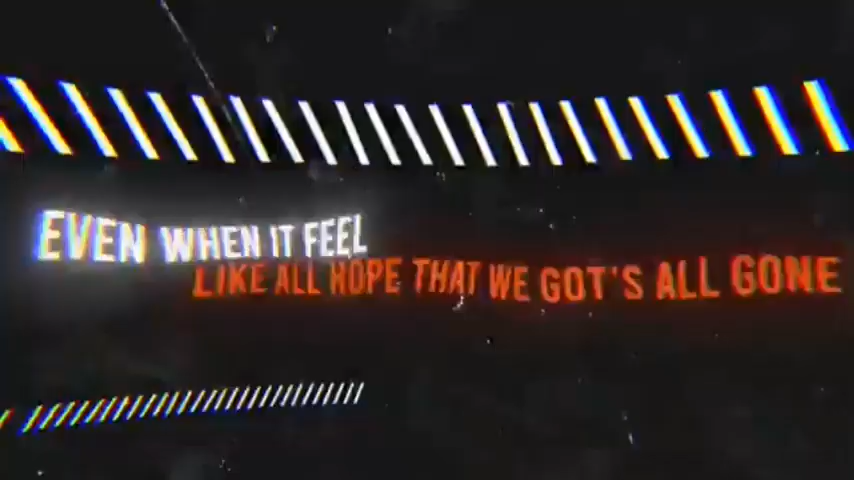 EVEN WHEN IT FEEL
LIKE ALL HOPE THAT WE GOT'S ALL GONE